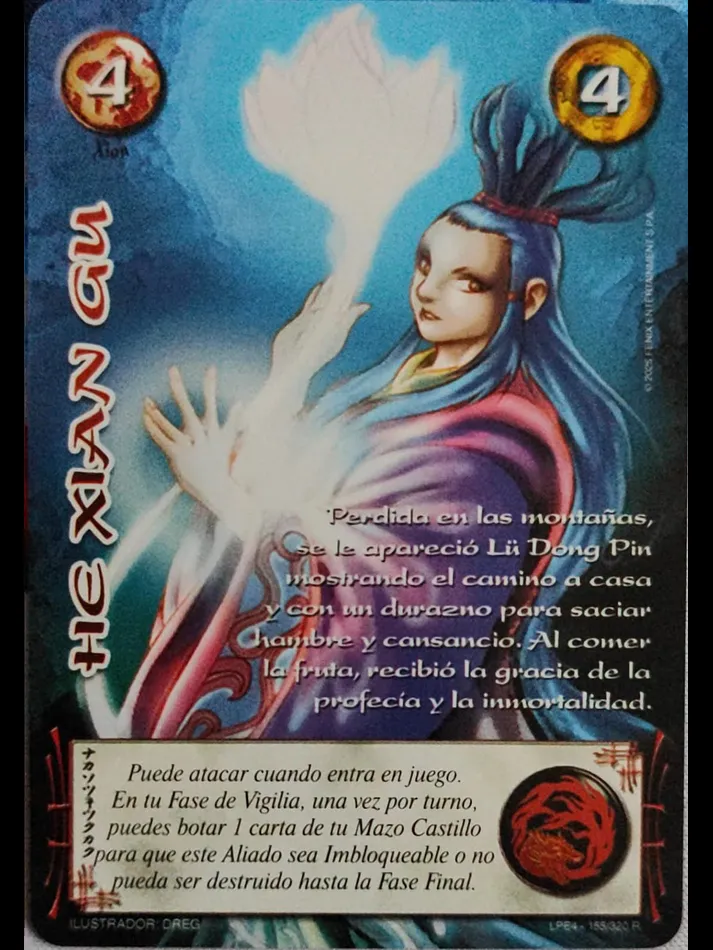 4
4
Xian
HE XIAN GU
© 2025 FENIX ENTERTAINMENT S.P.A.
Perdida en las montañas,
se le apareció Lü Dong Pin
mostrando el camino a casa
y con un durazno para saciar
hambre y cansancio. Al comer
la fruta, recibió la gracia de la
profecía y la inmortalidad.
Puede atacar cuando entra en juego.
En tu Fase de Vigilia, una vez por turno,
puedes botar 1 carta de tu Mazo Castillo
para que este Aliado sea Imbloqueable o no
pueda ser destruido hasta la Fase Final.
ILUSTRADOR: DREG
LPE4 - 155/320 R